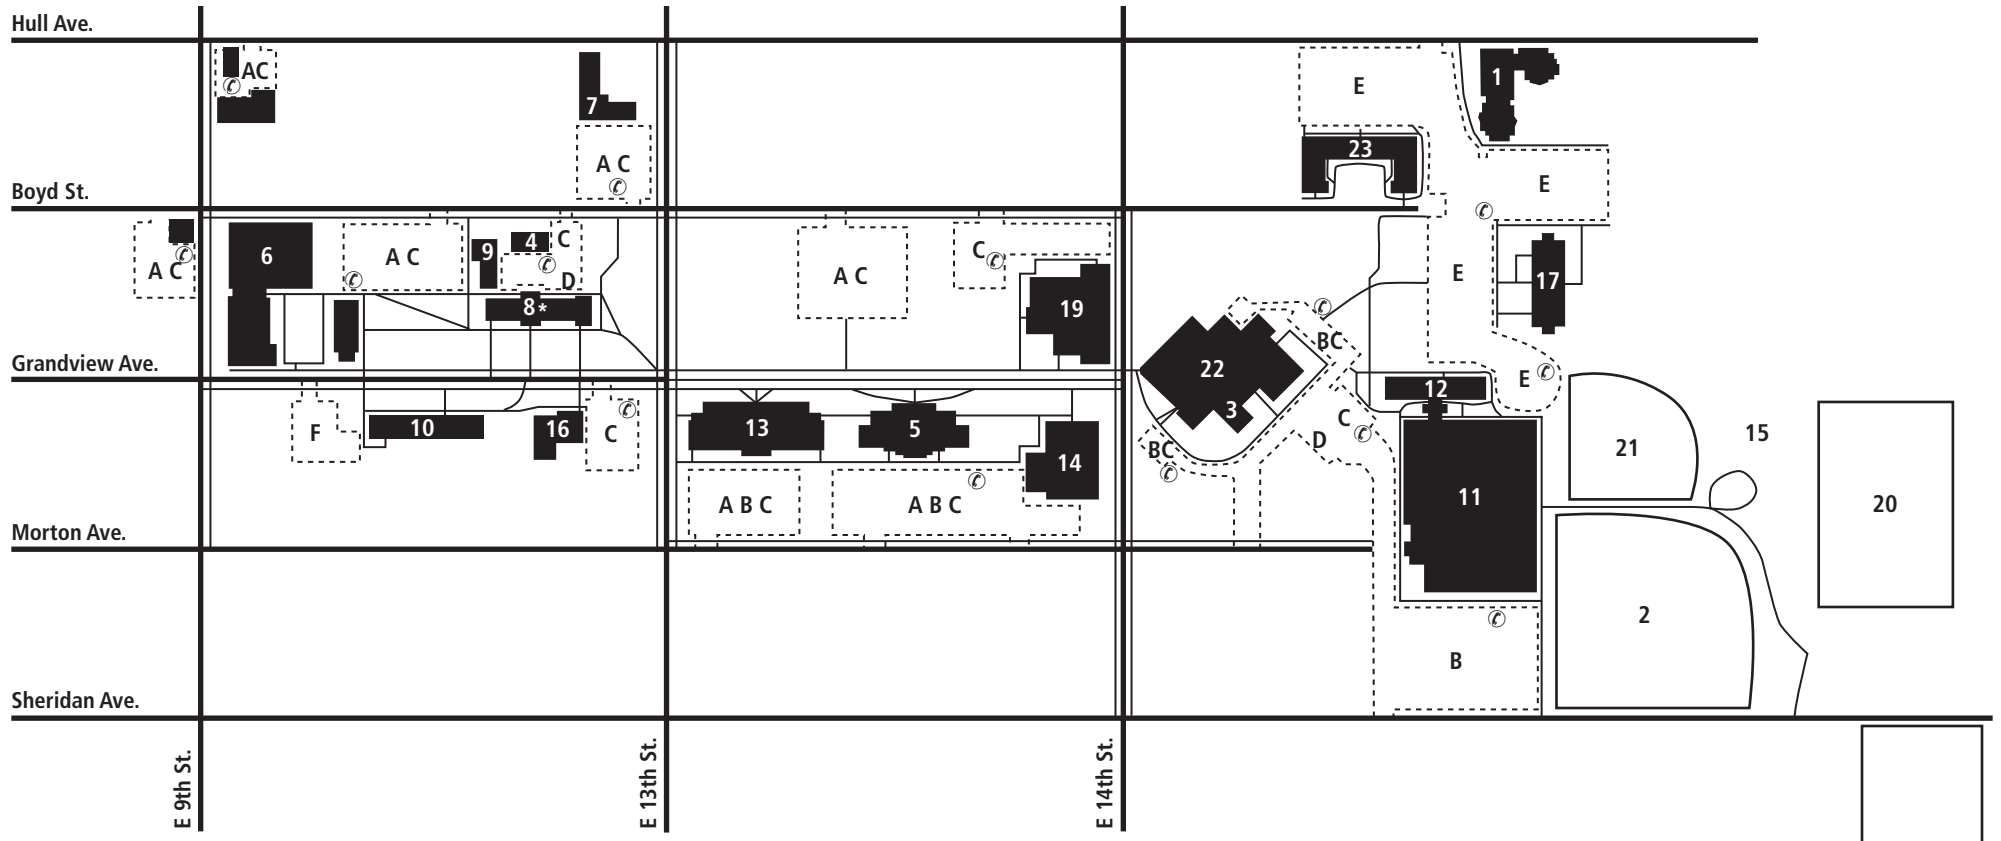 Hull Ave.
AC
7
A C
E
1
23
E
Boyd St.
A C
6
A C
9
4
C
D
8*
A C
C
19
E
17
22
3
BC
BC
Grandview Ave.
F
10
16
C
13
5
14
A B C
A B C
C
D
12
E
11
21
15
20
Morton Ave.
2
B
Sheridan Ave.
E 9th St.
E 13th St.
E 14th St.